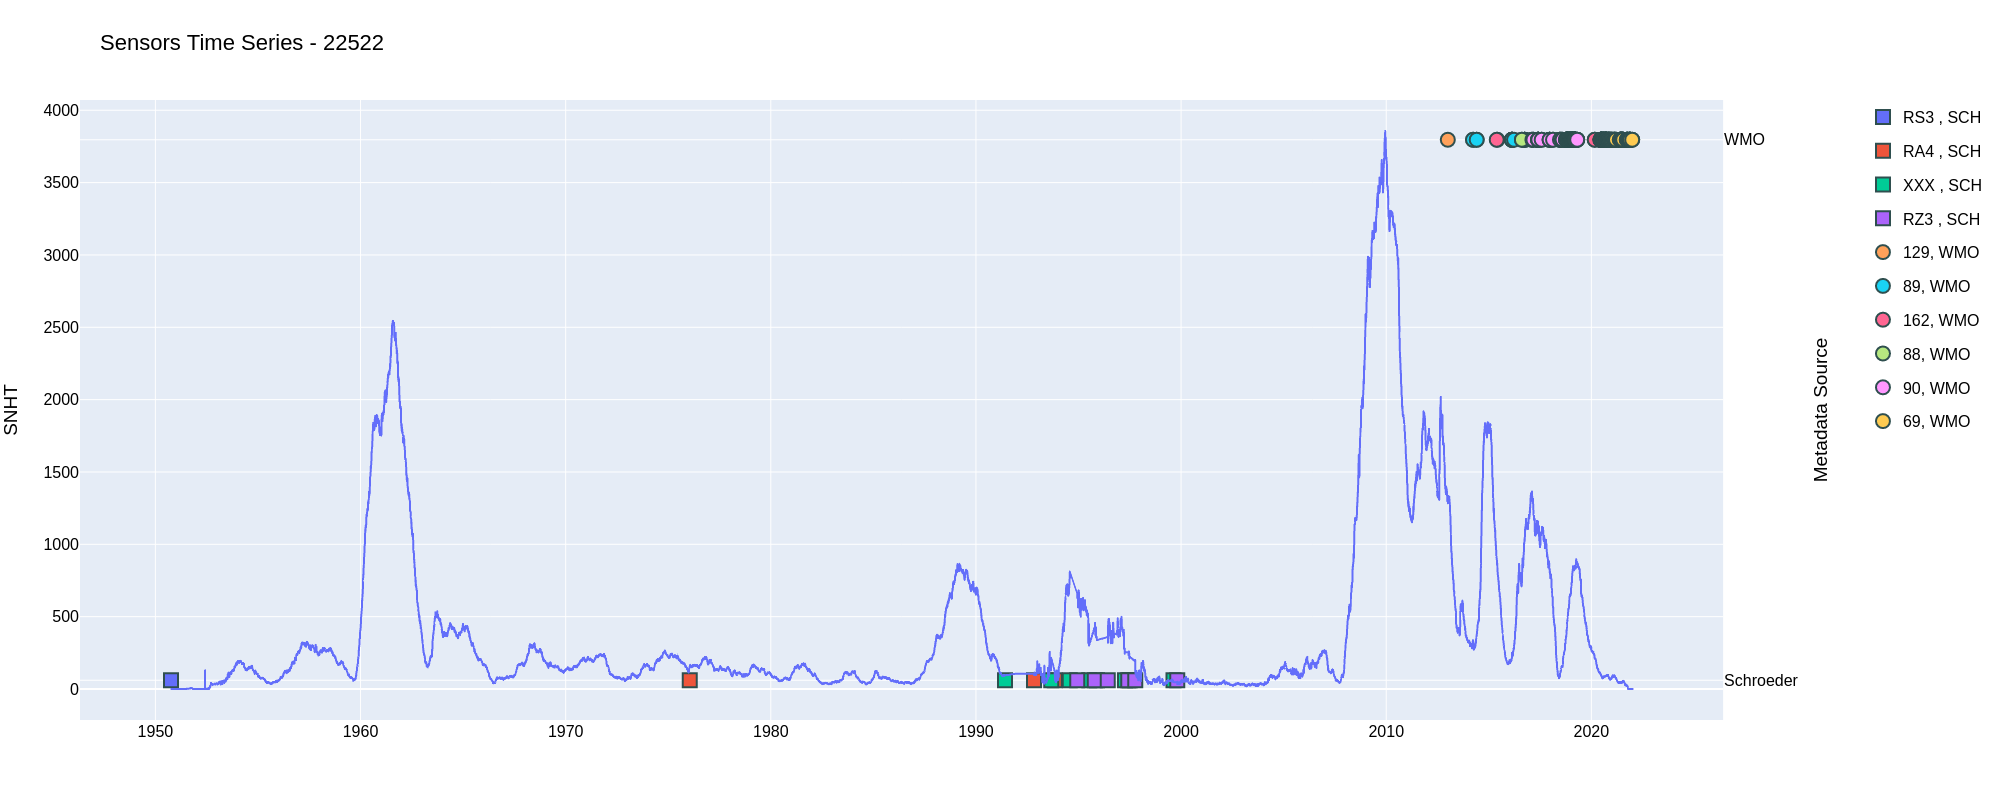 Sensors Time Series - 22522
4000
3500
3000
2500
2000
1500
1000
500
0
SNHT
1950
1960
1970
1980
1990
2000
2010
2020
WMO
Schroeder
Metadata Source
RS3 , SCH
RA4 , SCH
XXX , SCH
RZ3 , SCH
129, WMO
89, WMO
162, WMO
88, WMO
90, WMO
69, WMO